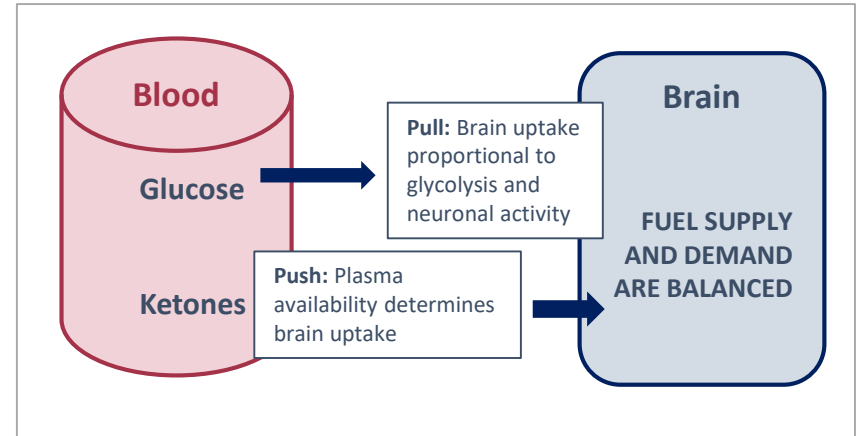 Blood
Glucose
Ketones
Pull: Brain uptake
proportional to
glycolysis and
neuronal activity
Push: Plasma
availability determines
brain uptake
Brain
FUEL SUPPLY
AND DEMAND
ARE BALANCED